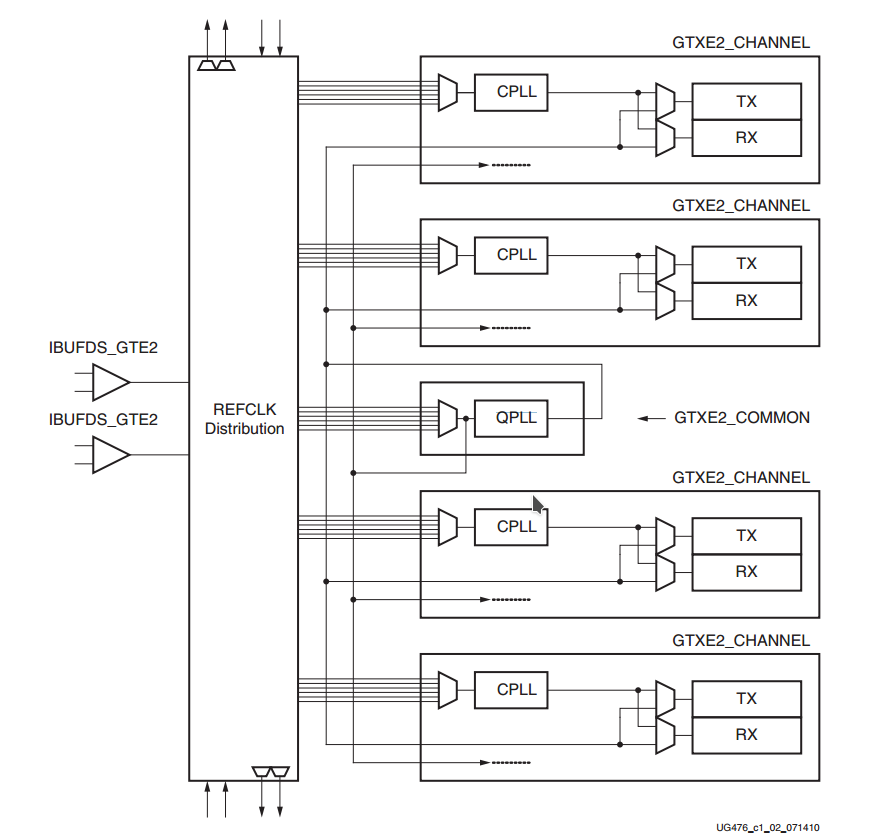 GTXE2_CHANNEL
CPLL
TX
RX
GTXE2_CHANNEL
CPLL
TX
RX
IBUFDS_GTE2
IBUFDS_GTE2
REFCLK
Distribution
QPLL
GTXE2_COMMON
GTXE2_CHANNEL
CPLL
TX
RX
GTXE2_CHANNEL
CPLL
TX
RX
UG476_c1_02_071410